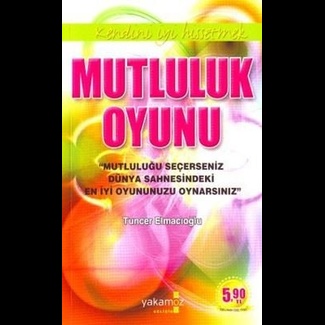 Kendini iyi hissetmek
MUTLULUK
OYUNU
"MUTLULUĞU SEÇERSENİZ
DÜNYA SAHNESİNDEKİ
EN İYİ OYUNUNUZU OYNARSINIZ"
Tuncer Elmacıoğlu
5,90
TL
yakamoz